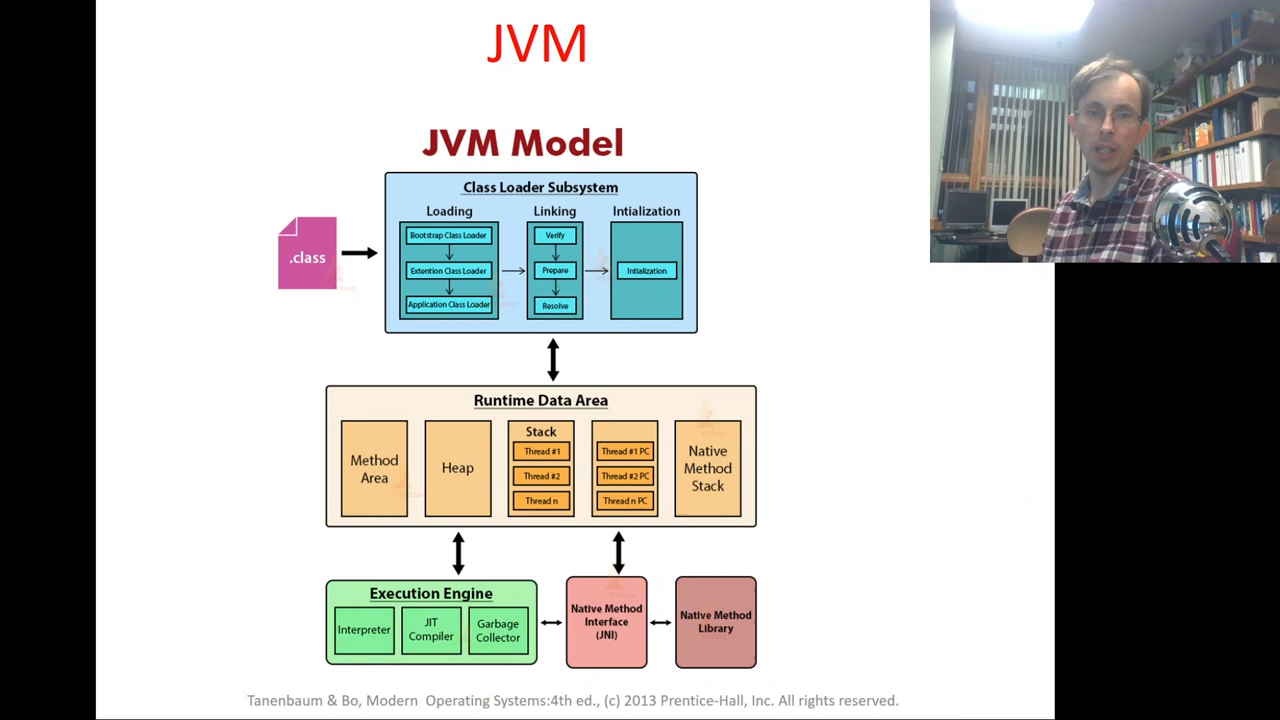 JVM
JVM Model
.class
Class Loader Subsystem
Loading
Bootstrap Class Loader
Extention Class Loader
Application Class Loader
Linking
Verify
Prepare
Resolve
Intialization
Intialization
Runtime Data Area
Method
Area
Heap
Stack
Thread #1
Thread #2
Thread n
Thread #1 PC
Thread #2 PC
Thread n PC
Native
Method
Stack
Execution Engine
Interpreter
JIT
Compiler
Garbage
Collector
Native Method
Interface
(JNI)
Native Method
Library
Tanenbaum & Bo, Modern Operating Systems:4th ed., (c) 2013 Prentice-Hall, Inc. All rights reserved.